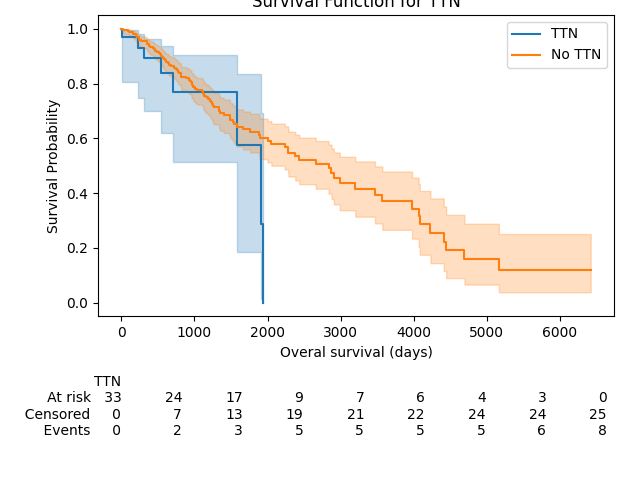 Survival Function for TTN
1.0
0.8
0.6
0.4
0.2
0.0
Survival Probability
TTN
No TTN
0 1000 2000 3000 4000 5000 6000
Overal survival (days)
TTN
At risk 33 24 17 9 7 6 4 3 0
Censored 0 7 13 19 21 22 24 24 25
Events 0 2 3 5 5 5 5 6 8